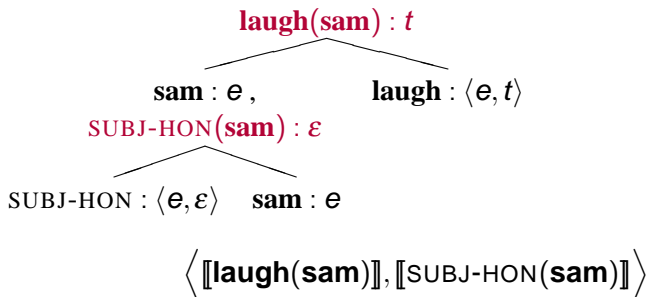 laugh(sam) : t
sam : e , laugh : ⟨e, t⟩
SUBJ-HON(sam) : ε
SUBJ-HON : ⟨e, ε⟩ sam : e
⟨⟦laugh(sam)⟧, ⟦SUBJ-HON(sam)⟧⟩